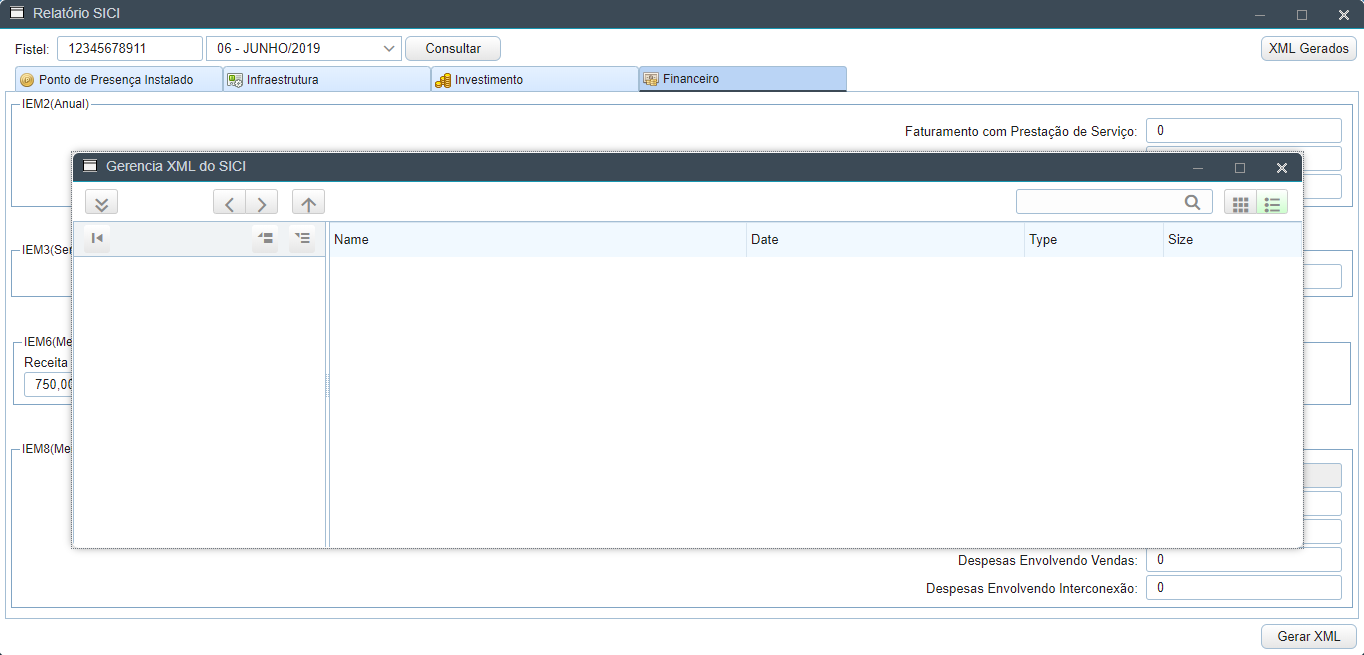 Relatório SICI
Fistel: 12345678911 06 - JUNHO/2019 Consultar XML Gerados
Ponto de Presença Instalado Infraestrutura Investimento Financeiro
IEM2(Anual)
Faturamento com Prestação de Serviço: 0
Gerencia XML do SICI
Name Date Type Size
IEM3(Ser
IEM6(Me
Receita
750,00
IEM8(Me
Despesas Envolvendo Vendas: 0
Despesas Envolvendo Interconexão: 0
Gerar XML